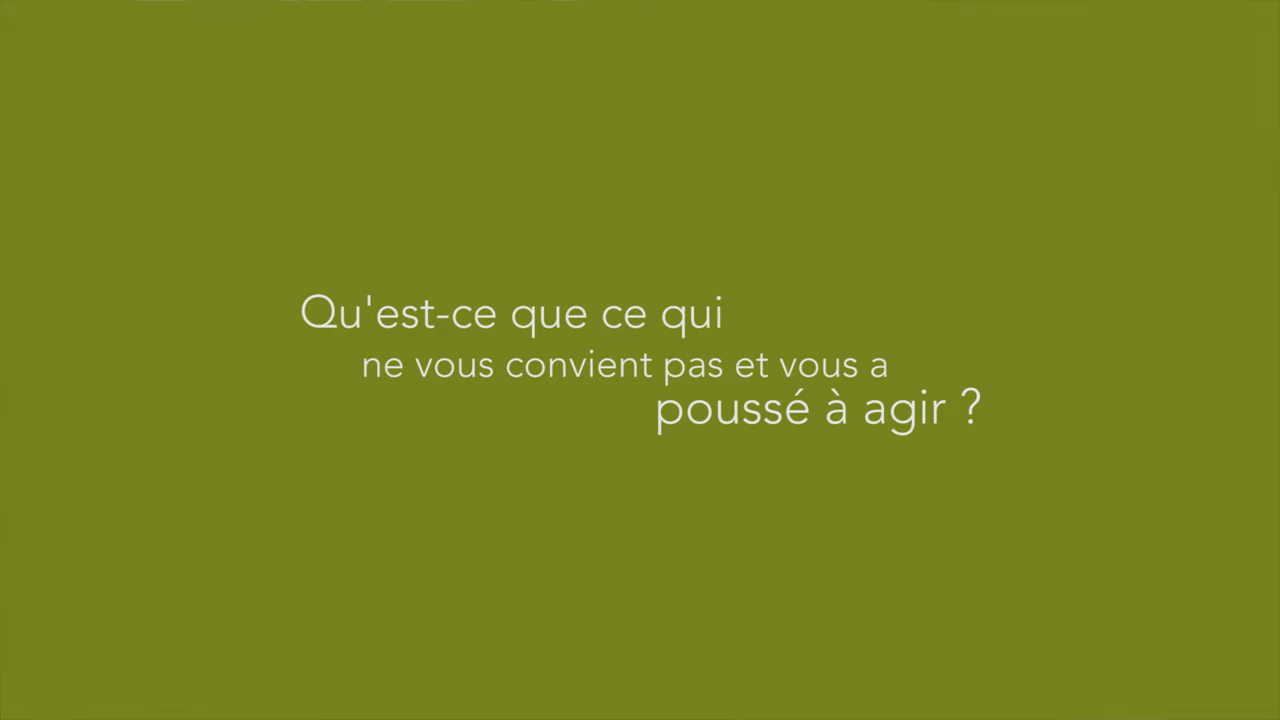 Qu'est-ce que ce qui
ne vous convient pas et vous a
poussé à agir ?